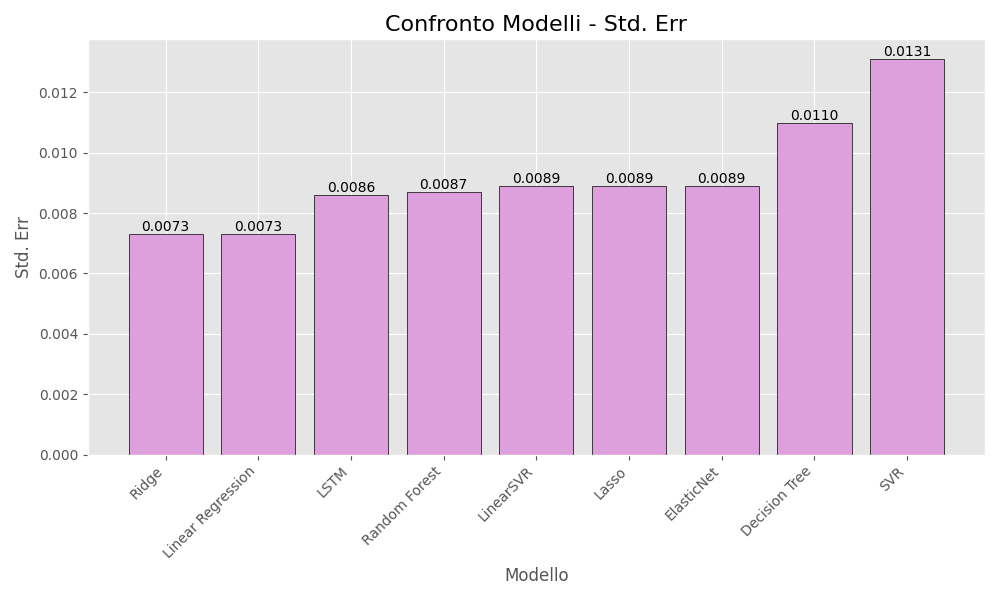 Confronto Modelli - Std. Err
Std. Err
0.012
0.010
0.008
0.006
0.004
0.002
0.000
0.0073
0.0073
0.0086
0.0087
0.0089
0.0089
0.0089
0.0110
0.0131
Ridge
Linear Regression
LSTM
Random Forest
LinearSVR
Lasso
ElasticNet
Decision Tree
SVR
Modello